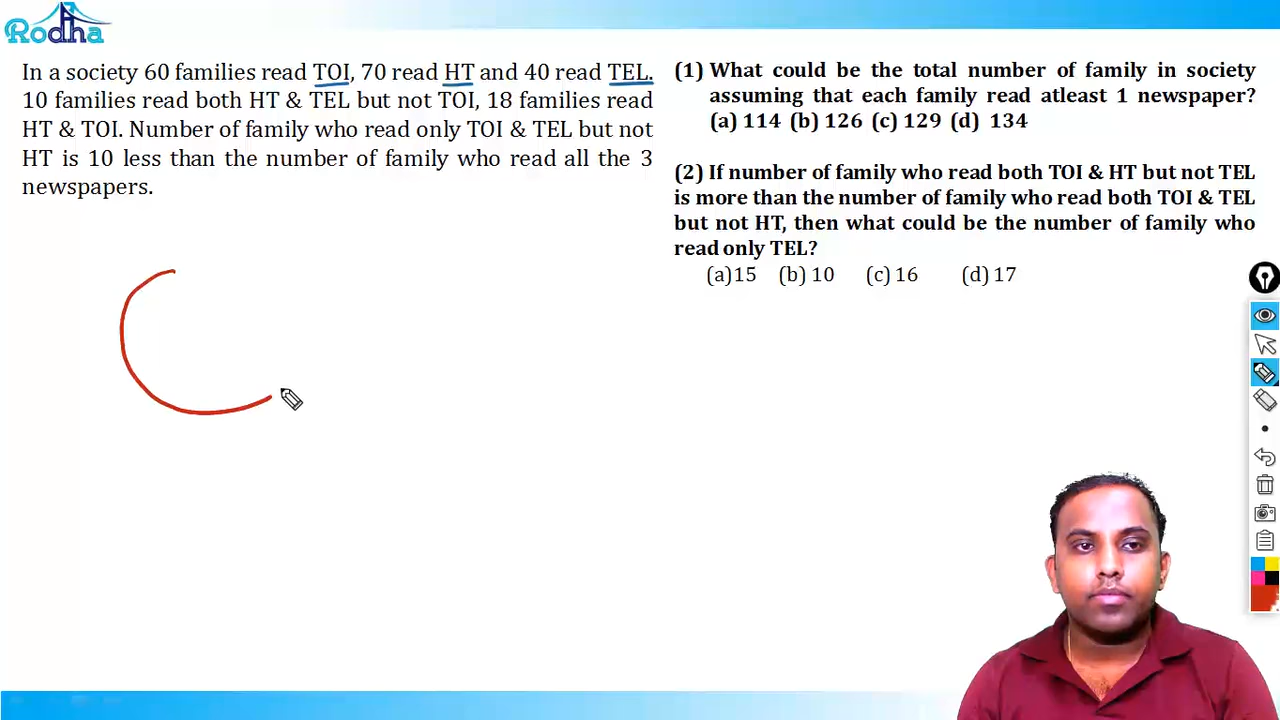 Rodha
In a society 60 families read TOI, 70 read HT and 40 read TEL.
10 families read both HT & TEL but not TOI, 18 families read
HT & TOI. Number of family who read only TOI & TEL but not
HT is 10 less than the number of family who read all the 3
newspapers.
(1) What could be the total number of family in society
assuming that each family read atleast 1 newspaper?
(a) 114 (b) 126 (c) 129 (d) 134
(2) If number of family who read both TOI & HT but not TEL
is more than the number of family who read both TOI & TEL
but not HT, then what could be the number of family who
read only TEL?
(a)15 (b) 10 (c) 16 (d) 17